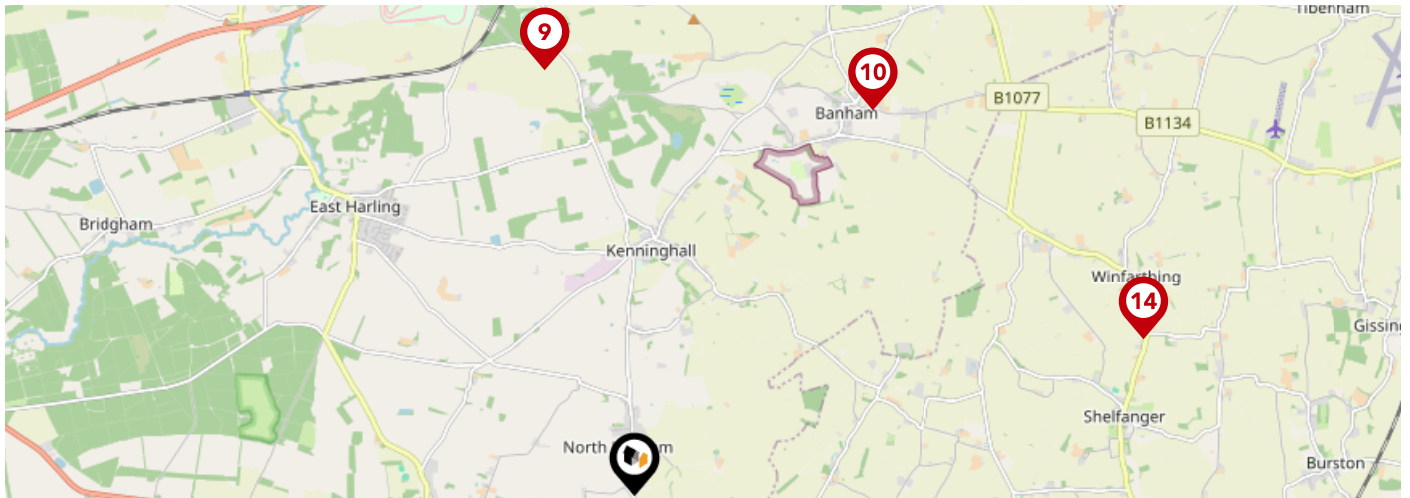 Tibenham
9
10
B1077
Banham
B1134
East Harling
Bridgham
Kenninghall
Winfarthing
14
Gissing
Shelfanger
North
m
Burston